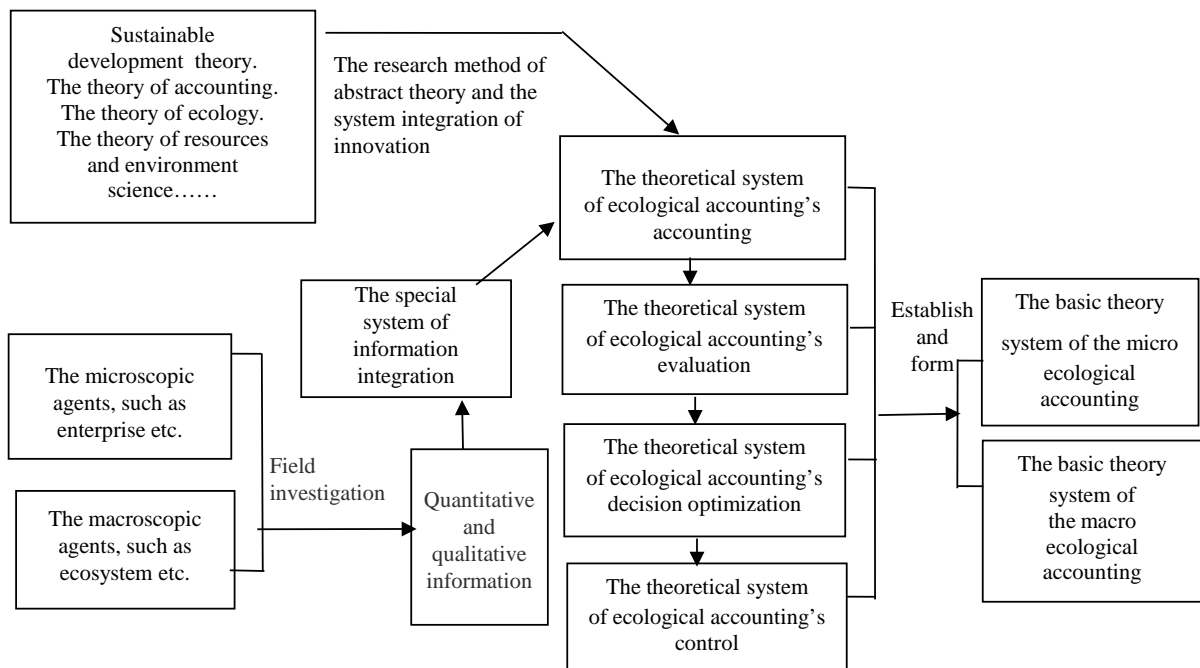 Sustainable
development theory.
The theory of accounting.
The theory of ecology.
The theory of resources
and environment
science……
The research method of
abstract theory and the
system integration of
innovation
The theoretical system
of ecological accounting’s
accounting
The special
system of
information
integration
The theoretical system
of ecological accounting's
evaluation
Establish
and
form
The basic theory
system of the micro
ecological
accounting
The microscopic
agents, such as
enterprise etc.
The theoretical system
of ecological accounting’s
decision optimization
Field
investigation
Quantitative
and
qualitative
information
The basic theory
system of
the macro
ecological
accounting
The macroscopic
agents, such as
ecosystem etc.
The theoretical system
of ecological accounting’s
control